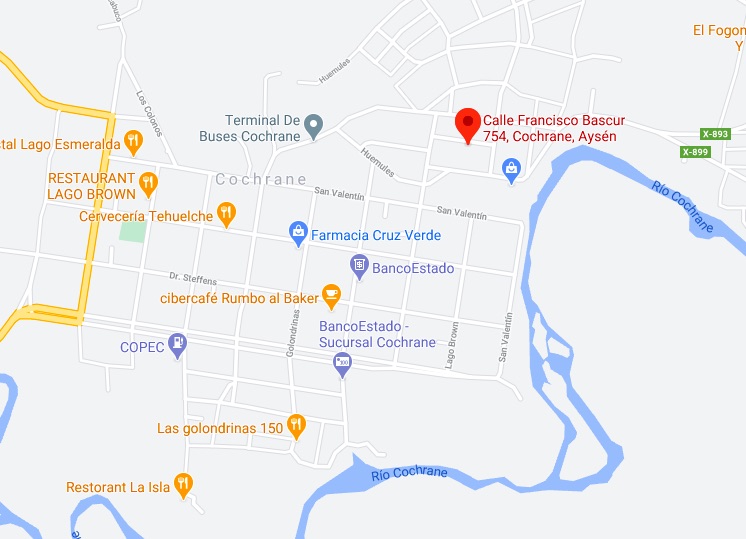 abuco
El Fogon
Y
Huemules
Los Colonos
Terminal De
Buses Cochrane
Calle Francisco Bascur
754, Cochrane, Aysén
X-893
X-899
stal Lago Esmeralda
Huemules
RESTAURANT
LAGO BROWN
Cochrane
San Valentín
San Valentín
Río Cochrane
Cervecería Tehuelche
Farmacia Cruz Verde
BancoEstado
Dr. Steffens
cibercafé Rumbo al Baker
Golondrinas
BancoEstado -
Sucursal Cochrane
Lago Brown
San Valentín
COPEC
Las golondrinas 150
Río Cochrane
Restorant La Isla